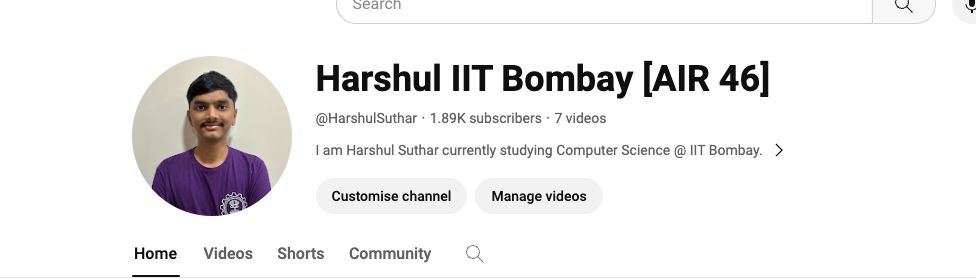 Search
Harshul IIT Bombay [AIR 46]
@HarshulSuthar · 1.89K subscribers · 7 videos
I am Harshul Suthar currently studying Computer Science @ IIT Bombay.
Customise channel Manage videos
Home Videos Shorts Community